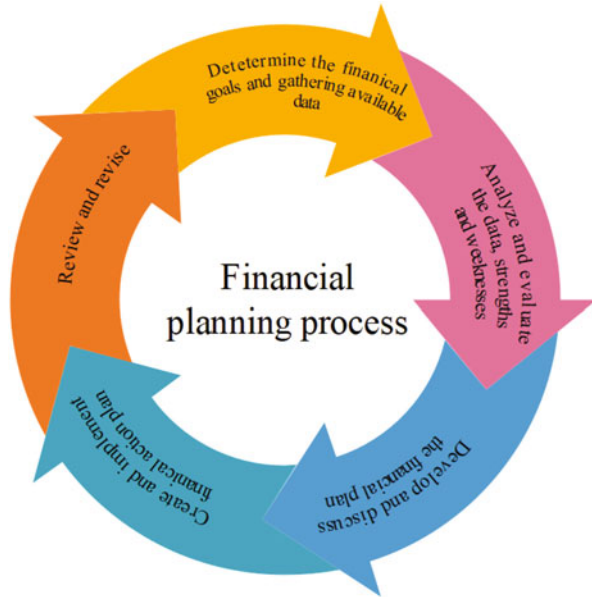 Detetermine the finanical
goals and gathering available
data
Analyze and evaluate
the data, strengths
and weeknesses
Develop and discuss
the financial plan
Create and implement
finanical action plan
Review and revise
Financial
planning process